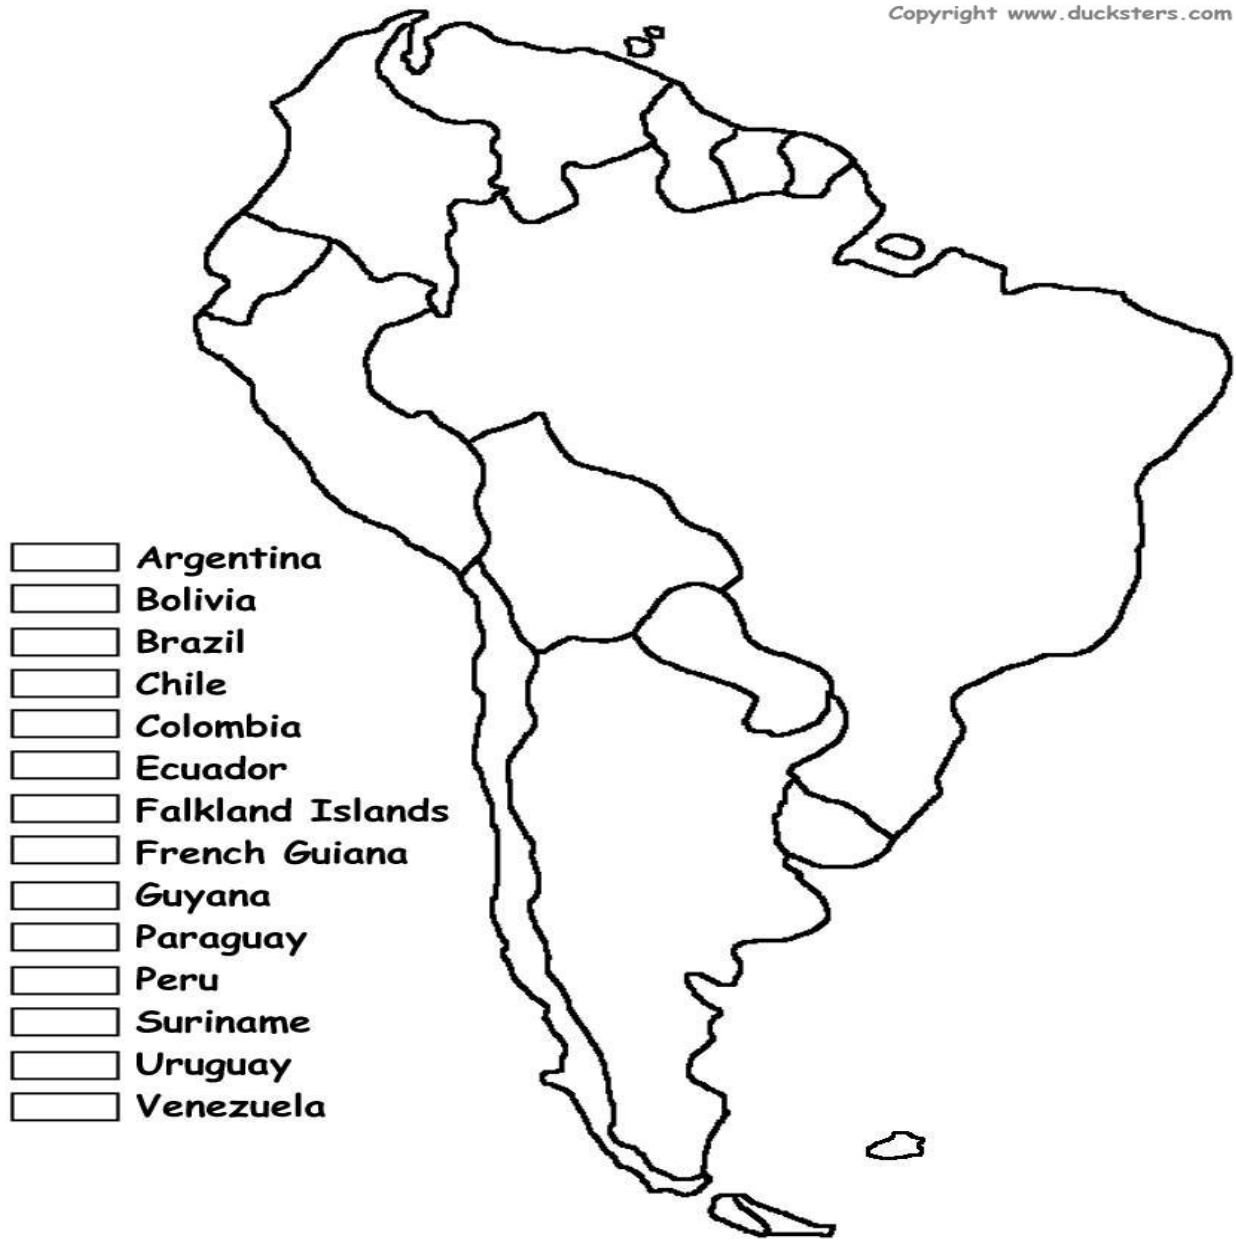 Copyright www.ducksters.com
Argentina
Bolivia
Brazil
Chile
Colombia
Ecuador
Falkland Islands
French Guiana
Guyana
Paraguay
Peru
Suriname
Uruguay
Venezuela